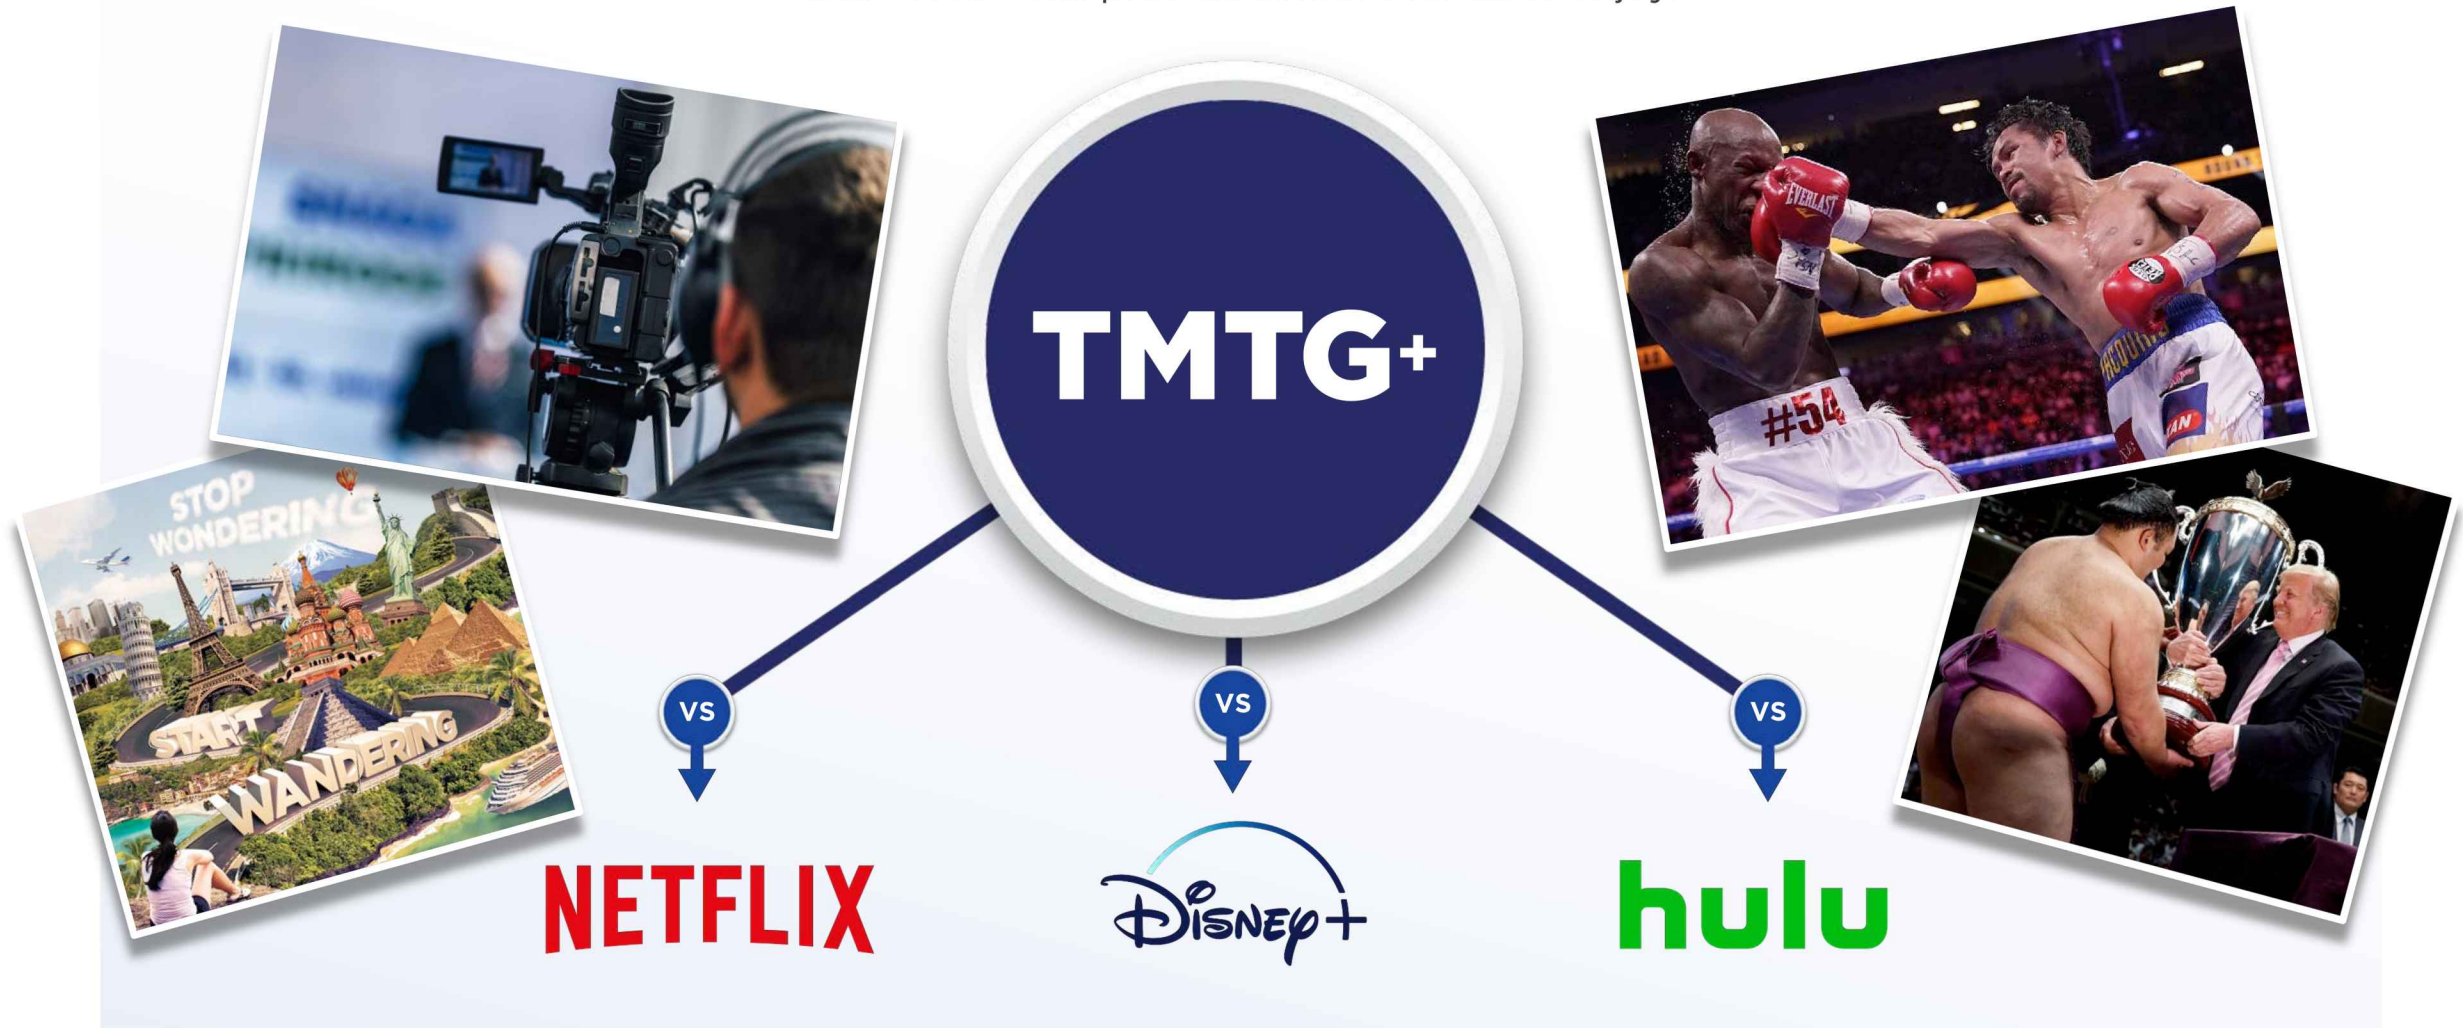 TMTG+
STOP
WONDERING
START
WANDERING
EVERLAST
#54
VS
VS
VS
NETFLIX
Disney+
hulu